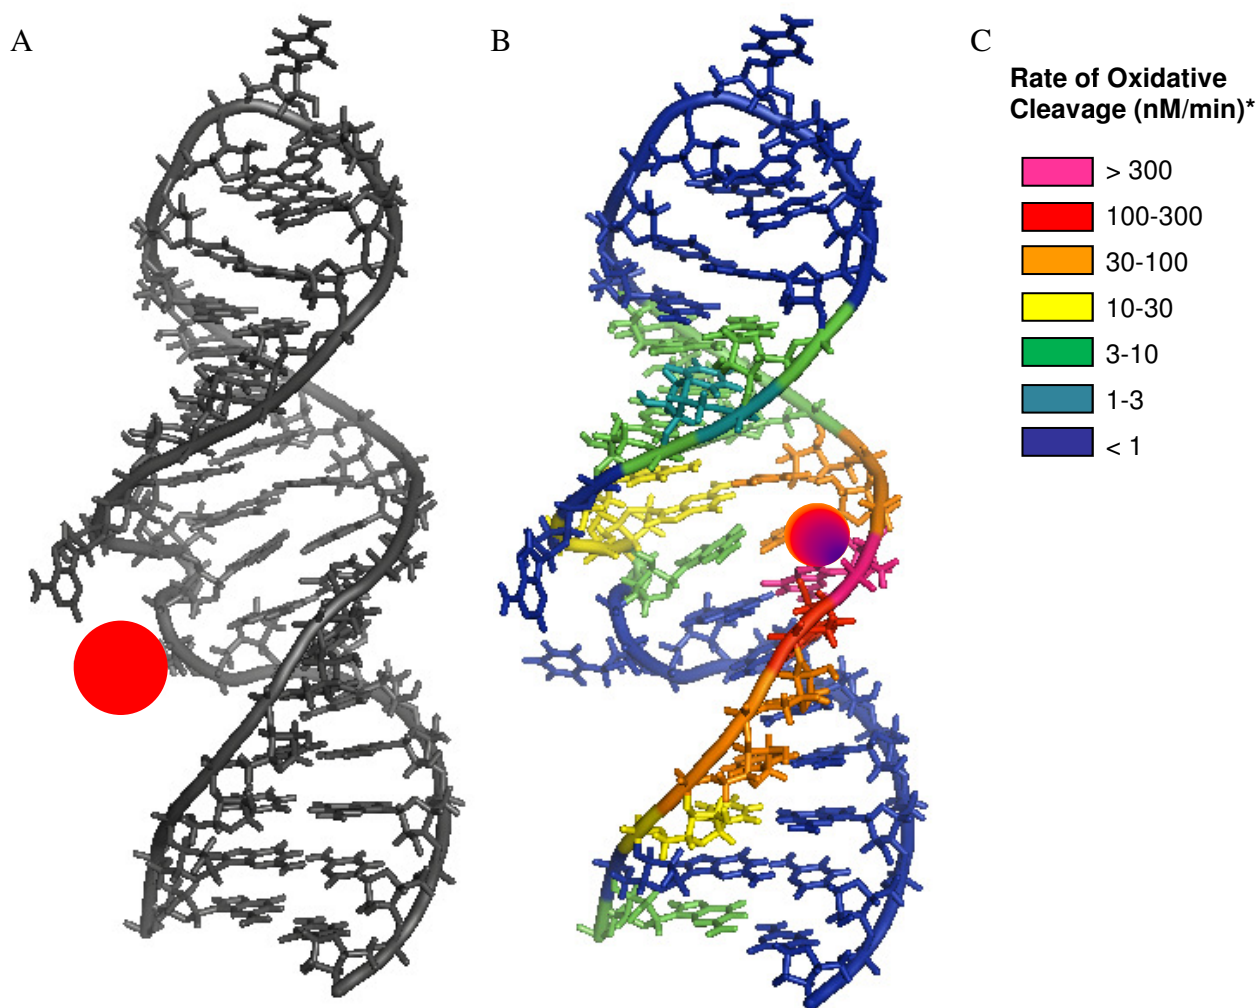 A
B
C
Rate of Oxidative
Cleavage (nM/min)*
> 300
100-300
30-100
10-30
3-10
1-3
< 1